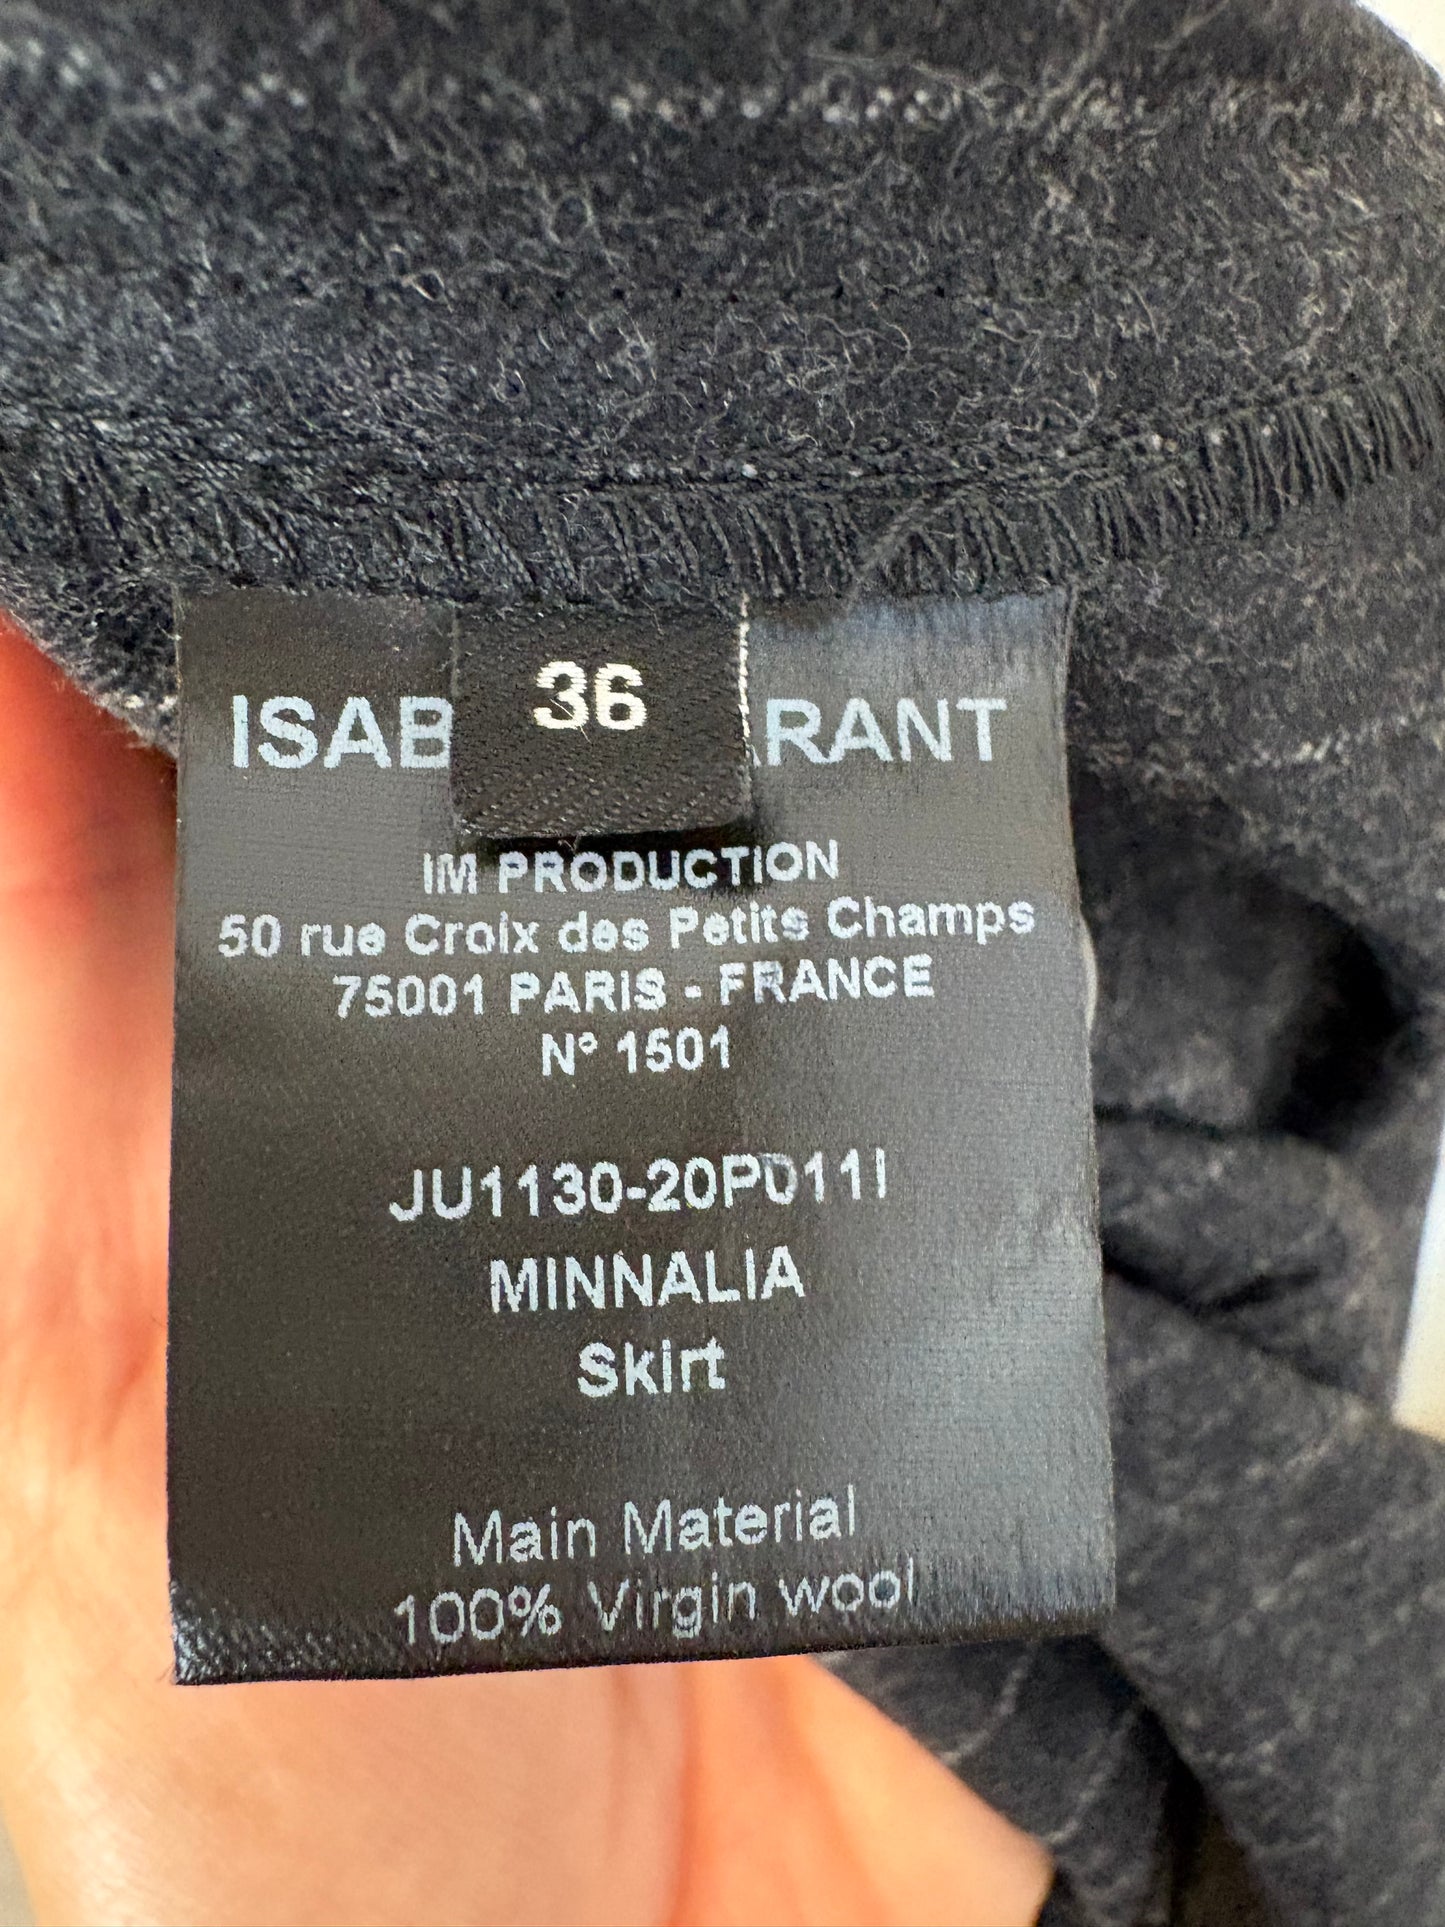 36
ISAB ARANT
IM PRODUCTION
50 rue Croix des Petits Champs
75001 PARIS - FRANCE
N° 1501
JU1130-20P011I
MINNALIA
Skirt
Main Material
100% Virgin wool